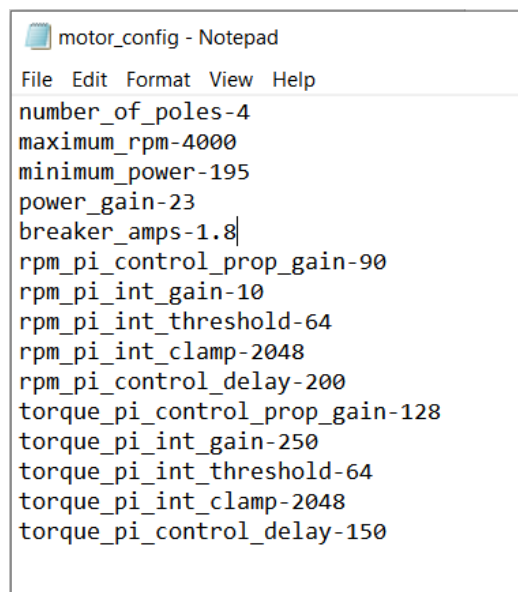 motor_config - Notepad
File Edit Format View Help
number_of_poles-4
maximum_rpm-4000
minimum_power-195
power_gain-23
breaker_amps-1.8
rpm_pi_control_prop_gain-90
rpm_pi_int_gain-10
rpm_pi_int_threshold-64
rpm_pi_int_clamp-2048
rpm_pi_control_delay-200
torque_pi_control_prop_gain-128
torque_pi_int_gain-250
torque_pi_int_threshold-64
torque_pi_int_clamp-2048
torque_pi_control_delay-150